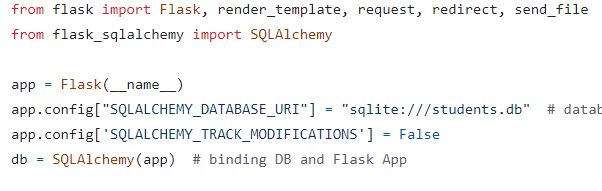 from flask import Flask, render_template, request, redirect, send_file
from flask_sqlalchemy import SQLAlchemy
app = Flask(__name__)
app.config["SQLALCHEMY_DATABASE_URI"] = "sqlite:///students.db"  # datab
app.config['SQLALCHEMY_TRACK_MODIFICATIONS'] = False
db = SQLAlchemy(app)  # binding DB and Flask App